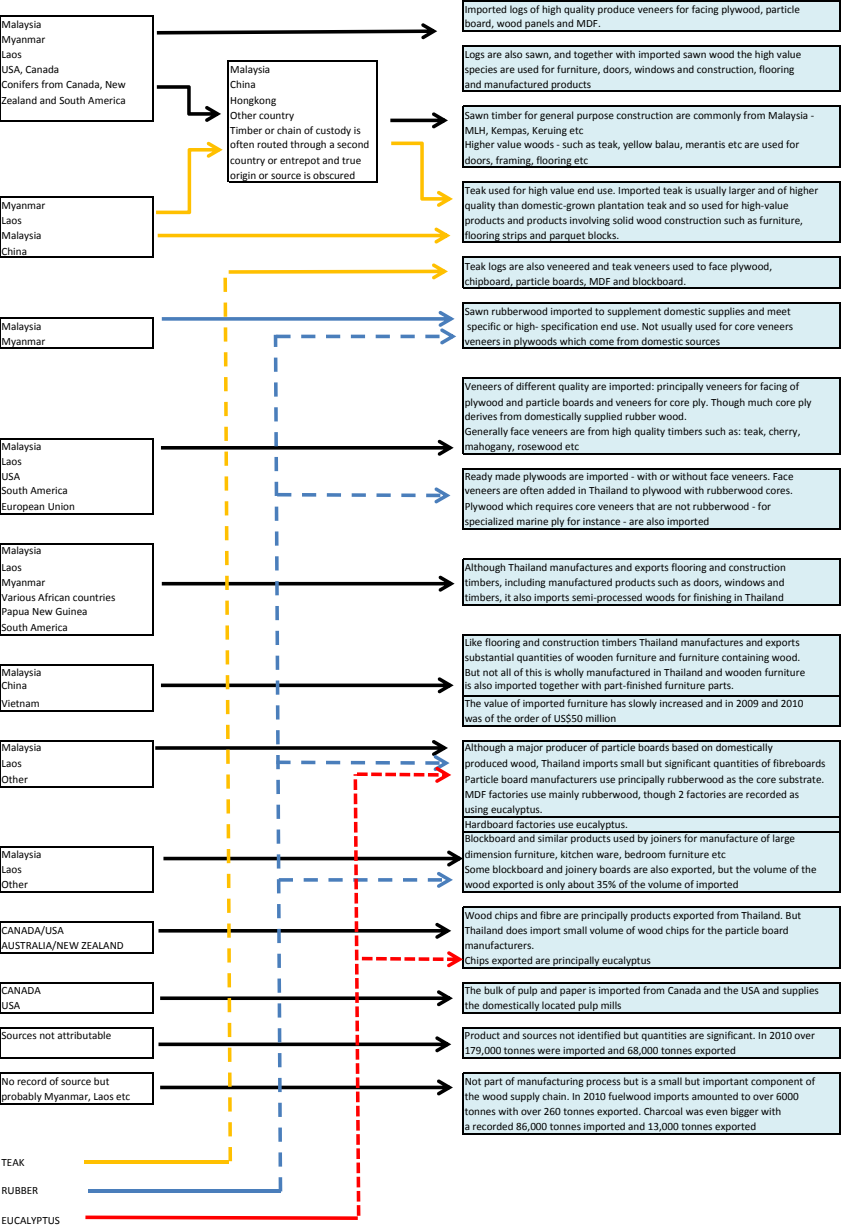 Malaysia
Myanmar
Laos
USA, Canada
Conifers from Canada, New
Zealand and South America
Malaysia
China
Hongkong
Other country
Timber or chain of custody is
often routed through a second
country or entrepot and true
origin or source is obscured
Myanmar
Laos
Malaysia
China
Malaysia
Myanmar
Malaysia
Laos
USA
South America
European Union
Malaysia
Laos
Myanmar
Various African countries
Papua New Guinea
South America
Malaysia
China
Vietnam
Malaysia
Laos
Other
Malaysia
Laos
Other
CANADA/USA
AUSTRALIA/NEW ZEALAND
CANADA
USA
Sources not attributable
No record of source but
probably Myanmar, Laos etc
TEAK
RUBBER
EUCALYPTUS
Imported logs of high quality produce veneers for facing plywood, particle
board, wood panels and MDF.
Logs are also sawn, and together with imported sawn wood the high value
species are used for furniture, doors, windows and construction, flooring
and manufactured products
Sawn timber for general purpose construction are commonly from Malaysia -
MLH, Kempas, Keruing etc
Higher value woods - such as teak, yellow balau, merantis etc are used for
doors, framing, flooring etc
Teak used for high value end use. Imported teak is usually larger and of higher
quality than domestic-grown plantation teak and so used for high-value
products and products involving solid wood construction such as furniture,
flooring strips and parquet blocks.
Teak logs are also veneered and teak veneers used to face plywood,
chipboard, particle boards, MDF and blockboard.
Sawn rubberwood imported to supplement domestic supplies and meet
specific or high- specification end use. Not usually used for core veneers
veneers in plywoods which come from domestic sources
Veneers of different quality are imported: principally veneers for facing of
plywood and particle boards and veneers for core ply. Though much core ply
derives from domestically supplied rubber wood.
Generally face veneers are from high quality timbers such as: teak, cherry,
mahogany, rosewood etc
Ready made plywoods are imported - with or without face veneers. Face
veneers are often added in Thailand to plywood with rubberwood cores.
Plywood which requires core veneers that are not rubberwood - for
specialized marine ply for instance - are also imported
Although Thailand manufactures and exports flooring and construction
timbers, including manufactured products such as doors, windows and
timbers, it also imports semi-processed woods for finishing in Thailand
Like flooring and construction timbers Thailand manufactures and exports
substantial quantities of wooden furniture and furniture containing wood.
But not all of this is wholly manufactured in Thailand and wooden furniture
is also imported together with part-finished furniture parts.
The value of imported furniture has slowly increased and in 2009 and 2010
was of the order of US$50 million
Although a major producer of particle boards based on domestically
produced wood, Thailand imports small but significant quantities of fibreboards
Particle board manufacturers use principally rubberwood as the core substrate.
MDF factories use mainly rubberwood, though 2 factories are recorded as
using eucalyptus.
Hardboard factories use eucalyptus.
Blockboard and similar products used by joiners for manufacture of large
dimension furniture, kitchen ware, bedroom furniture etc
Some blockboard and joinery boards are also exported, but the volume of the
wood exported is only about 35% of the volume of imported
Wood chips and fibre are principally products exported from Thailand. But
Thailand does import small volume of wood chips for the particle board
manufacturers.
Chips exported are principally eucalyptus
The bulk of pulp and paper is imported from Canada and the USA and supplies
the domestically located pulp mills
Product and sources not identified but quantities are significant. In 2010 over
179,000 tonnes were imported and 68,000 tonnes exported
Not part of manufacturing process but is a small but important component of
the wood supply chain. In 2010 fuelwood imports amounted to over 6000
tonnes with over 260 tonnes exported. Charcoal was even bigger with
a recorded 86,000 tonnes imported and 13,000 tonnes exported